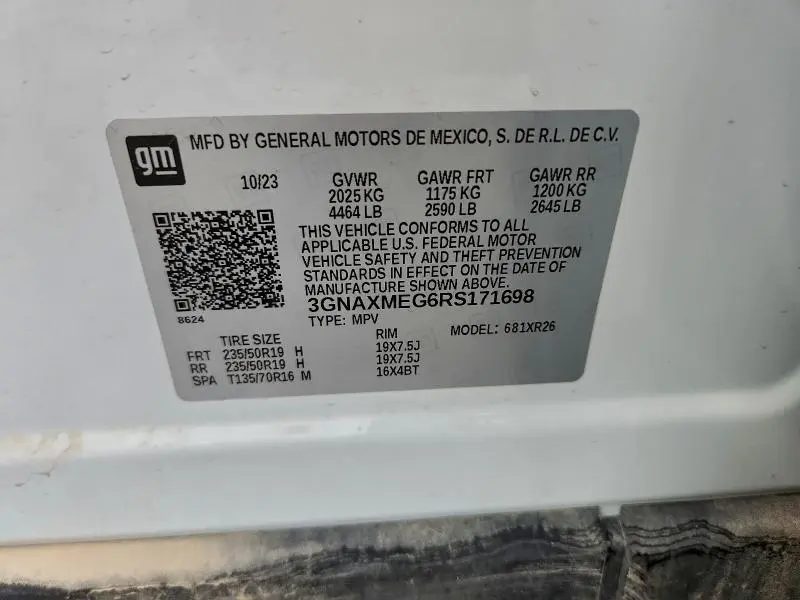 gm
MFD BY GENERAL MOTORS DE MEXICO, S. DE R.L. DE C.V.
10/23 GVWR GAWR FRT GAWR RR
2025 KG 1175 KG 1200 KG
4464 LB 2590 LB 2645 LB
THIS VEHICLE CONFORMS TO ALL
APPLICABLE U.S. FEDERAL MOTOR
VEHICLE SAFETY AND THEFT PREVENTION
STANDARDS IN EFFECT ON THE DATE OF
MANUFACTURE SHOWN ABOVE.
3GNAXMEG6RS171698
8624
TYPE: MPV MODEL: 681XR26
TIRE SIZE RIM
FRT 235/50R19 H 19X7.5J
RR 235/50R19 H 19X7.5J
SPA T135/70R16 M 16X4BT